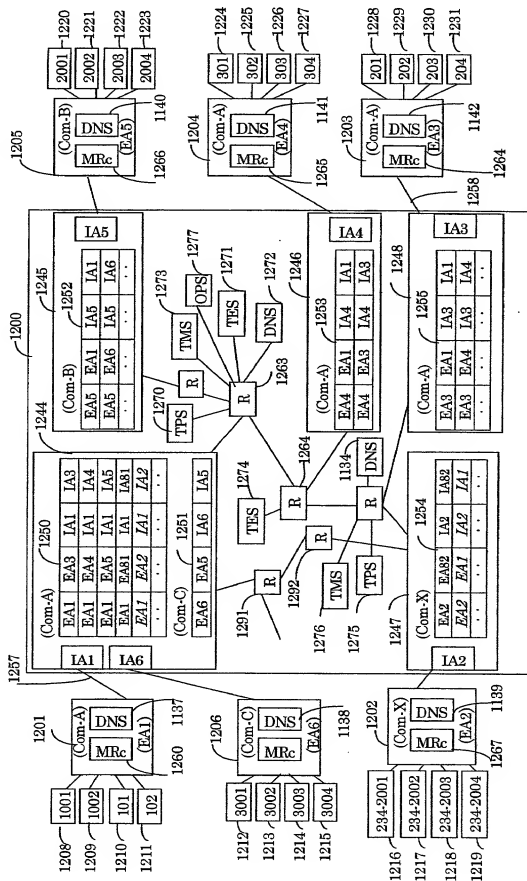 1200
1205
(Com-B)
MRc
DNS
(EA5)
1266
1140
2001
2002
2003
2004
1220
1221
1222
1223
1204
(Com-A)
MRc
DNS
(EA4)
1265
1141
301
302
303
304
1224
1225
1226
1227
1203
(Com-A)
MRc
DNS
(EA3)
1264
1142
1258
201
202
203
204
1228
1229
1230
1231
1245
1252
(Com-B)
IA5
EA5 EA1 IA5 IA1
EA5 EA6 IA5 IA6
. . . . . . . . . . . .
1246
1253
(Com-A)
IA4
EA4 EA1 IA4 IA1
EA4 EA3 IA4 IA3
. . . . . . . . . . . .
1248
1255
(Com-A)
IA3
EA3 EA1 IA3 IA1
EA3 EA4 IA3 IA4
. . . . . . . . . . . .
1244
1250
(Com-A)
EA1 EA3 IA1 IA3
EA1 EA4 IA1 IA4
EA1 EA5 IA1 IA5
EA1 EA81 IA1 IA81
EA1 EA2 IA1 IA2
. . . . . . . . . . . .
(Com-C)
1251
EA6 EA5 IA6 IA5
IA1
IA6
1257
1270
TPS
R
1273
TMS
OPS
1277
TES
1271
DNS
1272
R
1263
1274
TES
R
1264
1134
DNS
R
1291
R
1292
R
TMS
1276
TPS
1275
1247
1254
(Com-X)
EA2 EA82 IA2 IA82
EA2 EA1 IA2 IA1
. . . . . . . . . . . .
IA2
1201
(Com-A)
MRc
DNS
(EA1)
1260
1137
1208
1209
1210
1211
1001
1002
101
102
1206
(Com-C)
MRc
DNS
(EA6)
1138
1212
1213
1214
1215
3001
3002
3003
3004
1202
(Com-X)
MRc
DNS
(EA2)
1267
1139
1216
1217
1218
1219
234-2001
234-2002
234-2003
234-2004